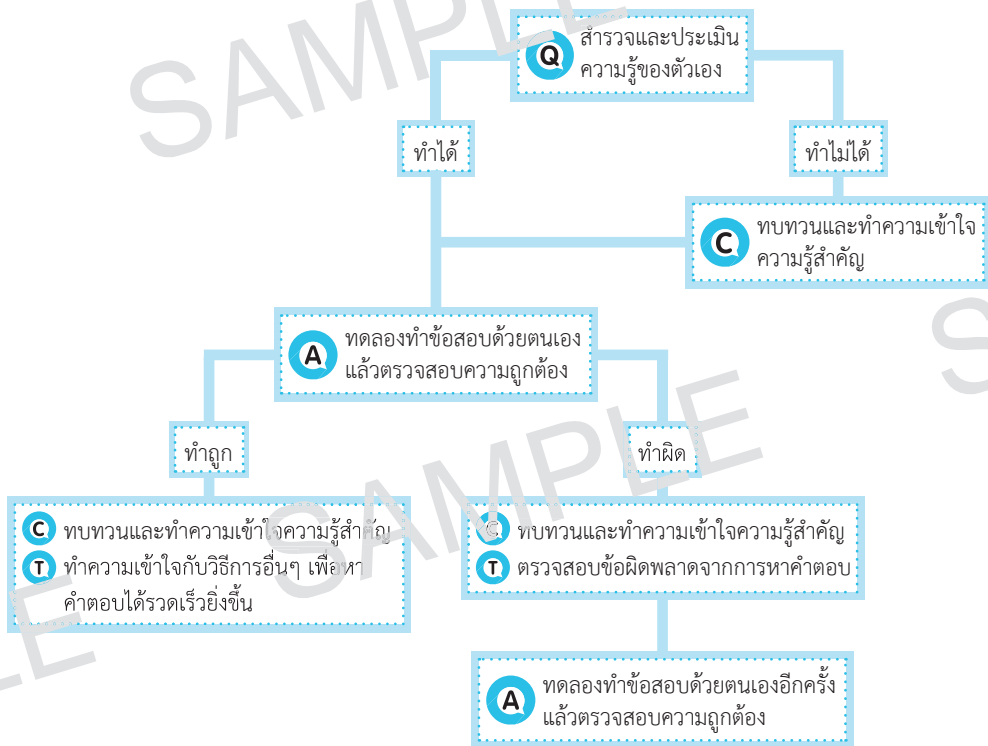 SAMPLE
Q สำรวจและประเมิน
ความรู้ของตัวเอง
ทำได้
ทำไม่ได้
C ทบทวนและทำความเข้าใจ
ความรู้สำคัญ
A ทดลองทำข้อสอบด้วยตนเอง
แล้วตรวจสอบความถูกต้อง
S
SAMPLE
ทำถูก
ทำผิด
C ทบทวนและทำความเข้าใจความรู้สำคัญ
T ทำความเข้าใจกับวิธีการอื่นๆ เพื่อหา
คำตอบได้รวดเร็วยิ่งขึ้น
C ทบทวนและทำความเข้าใจความรู้สำคัญ
T ตรวจสอบข้อผิดพลาดจากการหาคำตอบ
LE
A ทดลองทำข้อสอบด้วยตนเองอีกครั้ง
แล้วตรวจสอบความถูกต้อง